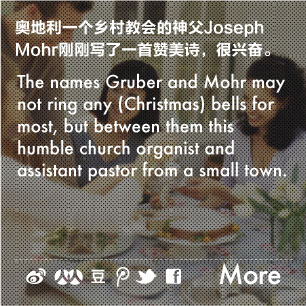 奥地利一个乡村教会的神父Joseph
Mohr刚刚写了一首赞美诗，很兴奋。
The names Gruber and Mohr may
not ring any (Christmas) bells for
most, but between them this
humble church organist and
assistant pastor from a small town.
豆 More